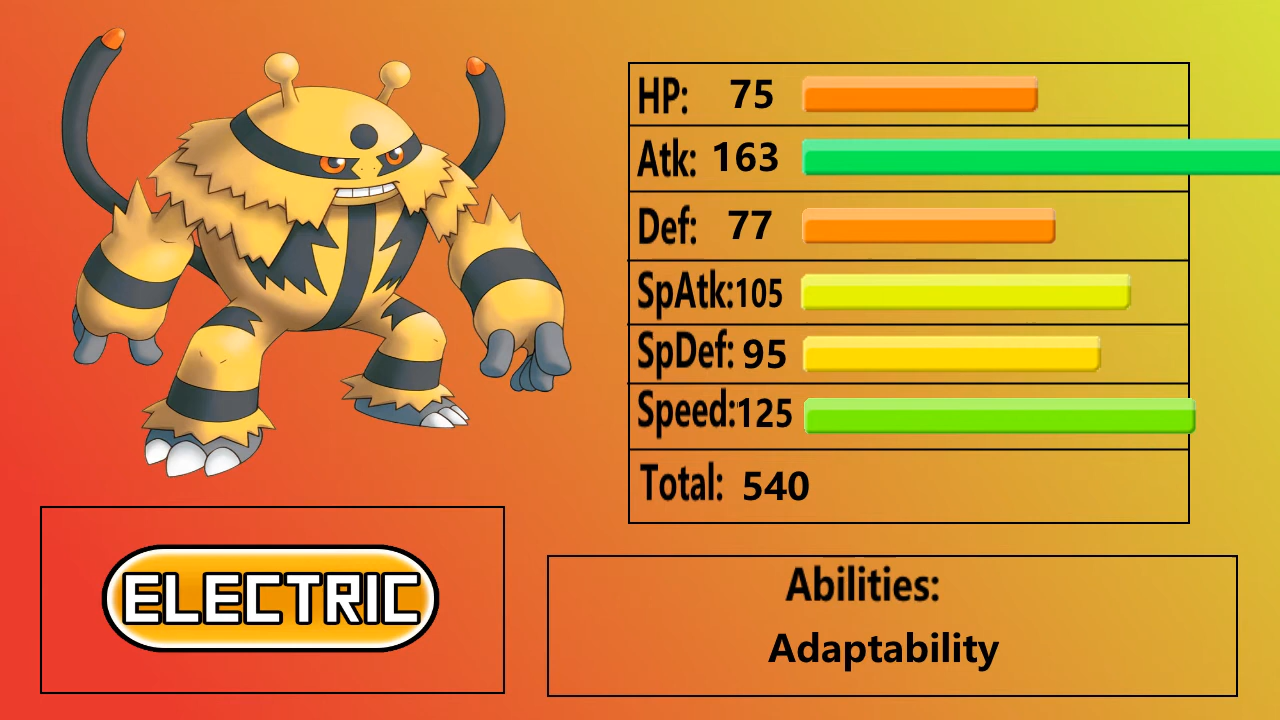 HP: 75
Atk: 163
Def: 77
SpAtk:105
SpDef: 95
Speed:125
Total: 540
ELECTRIC
Abilities:
Adaptability